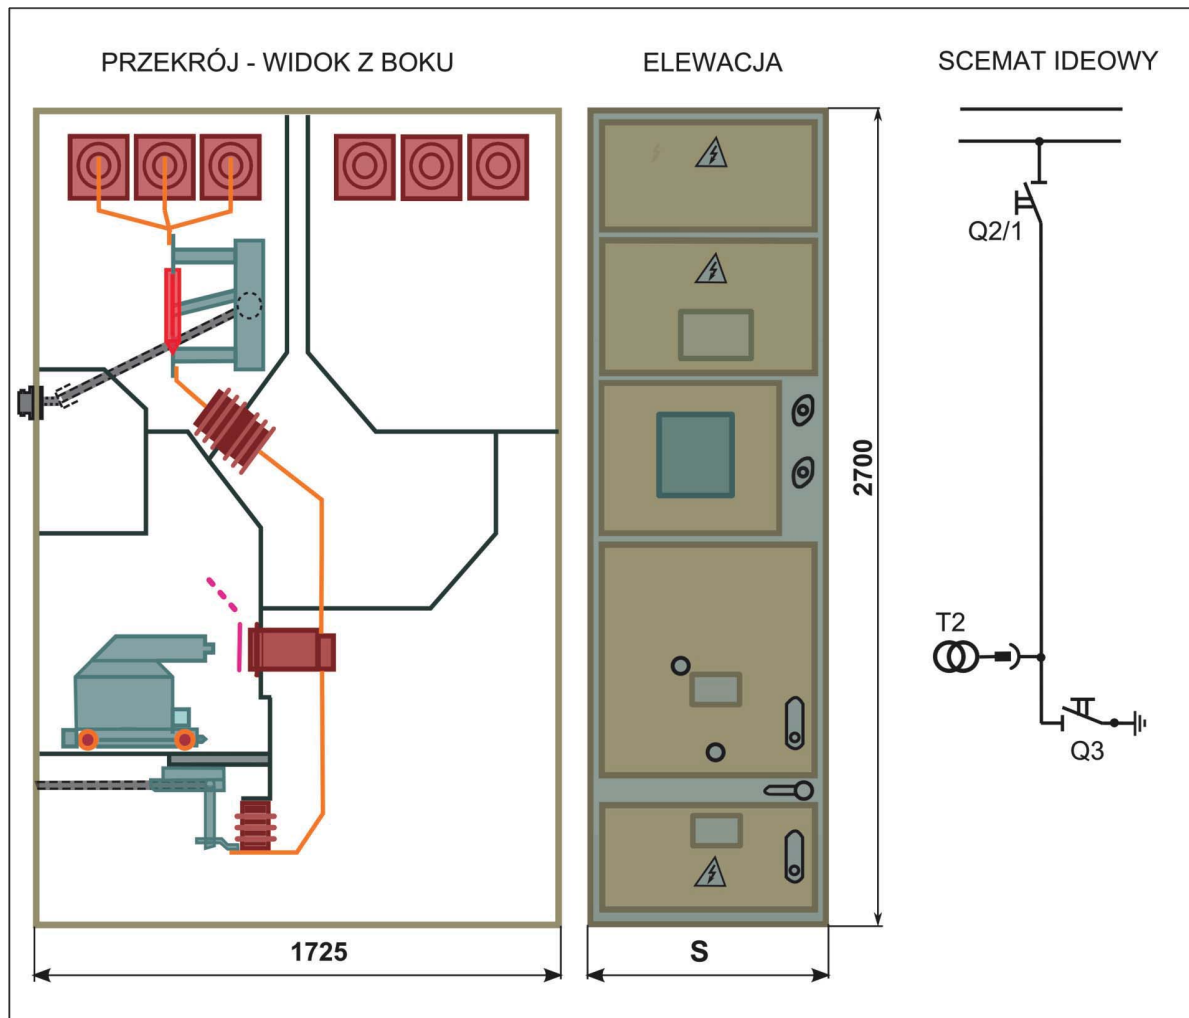 PRZEKRÓJ - WIDOK Z BOKU
ELEWACJA
SCEMAT IDEOWY
Q2/1
2700
T2
Q3
1725
S